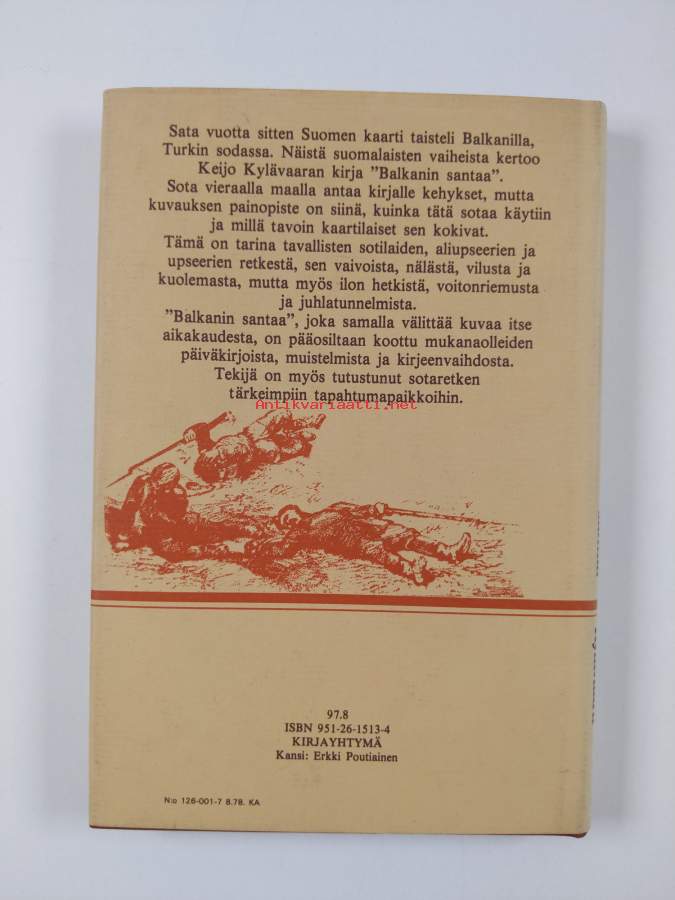 Sata vuotta sitten Suomen kaarti taisteli Balkanilla,
Turkin sodassa. Näistä suomalaisten vaiheista kertoo
Keijo Kylävaaran kirja "Balkanin santaa".
Sota vieraalla maalla antaa kirjalle kehykset, mutta
kuvauksen painopiste on siinä, kuinka tätä sotaa käytiin
ja millä tavoin kaartilaiset sen kokivat.
Tämä on tarina tavallisten sotilaiden, aliupseerien ja
upseerien retkestä, sen vaivoista, nälästä, vilusta ja
kuolemasta, mutta myös ilon hetkistä, voitonriemusta
ja juhlatunnelmista.
"Balkanin santaa", joka samalla välittää kuvaa itse
aikakaudesta, on pääosiltaan koottu mukanaolleiden
päiväkirjoista, muistelmista ja kirjeenvaihdosta.
Tekijä on myös tutustunut sotaretken
tärkeimpiin tapahtumapaikkoihin.
Antikvariaatti.net
97.8
ISBN 951-26-1513-4
KIRJAYHTYMÄ
Kansi: Erkki Poutiainen
N:o 126-001-7 8.78. KA